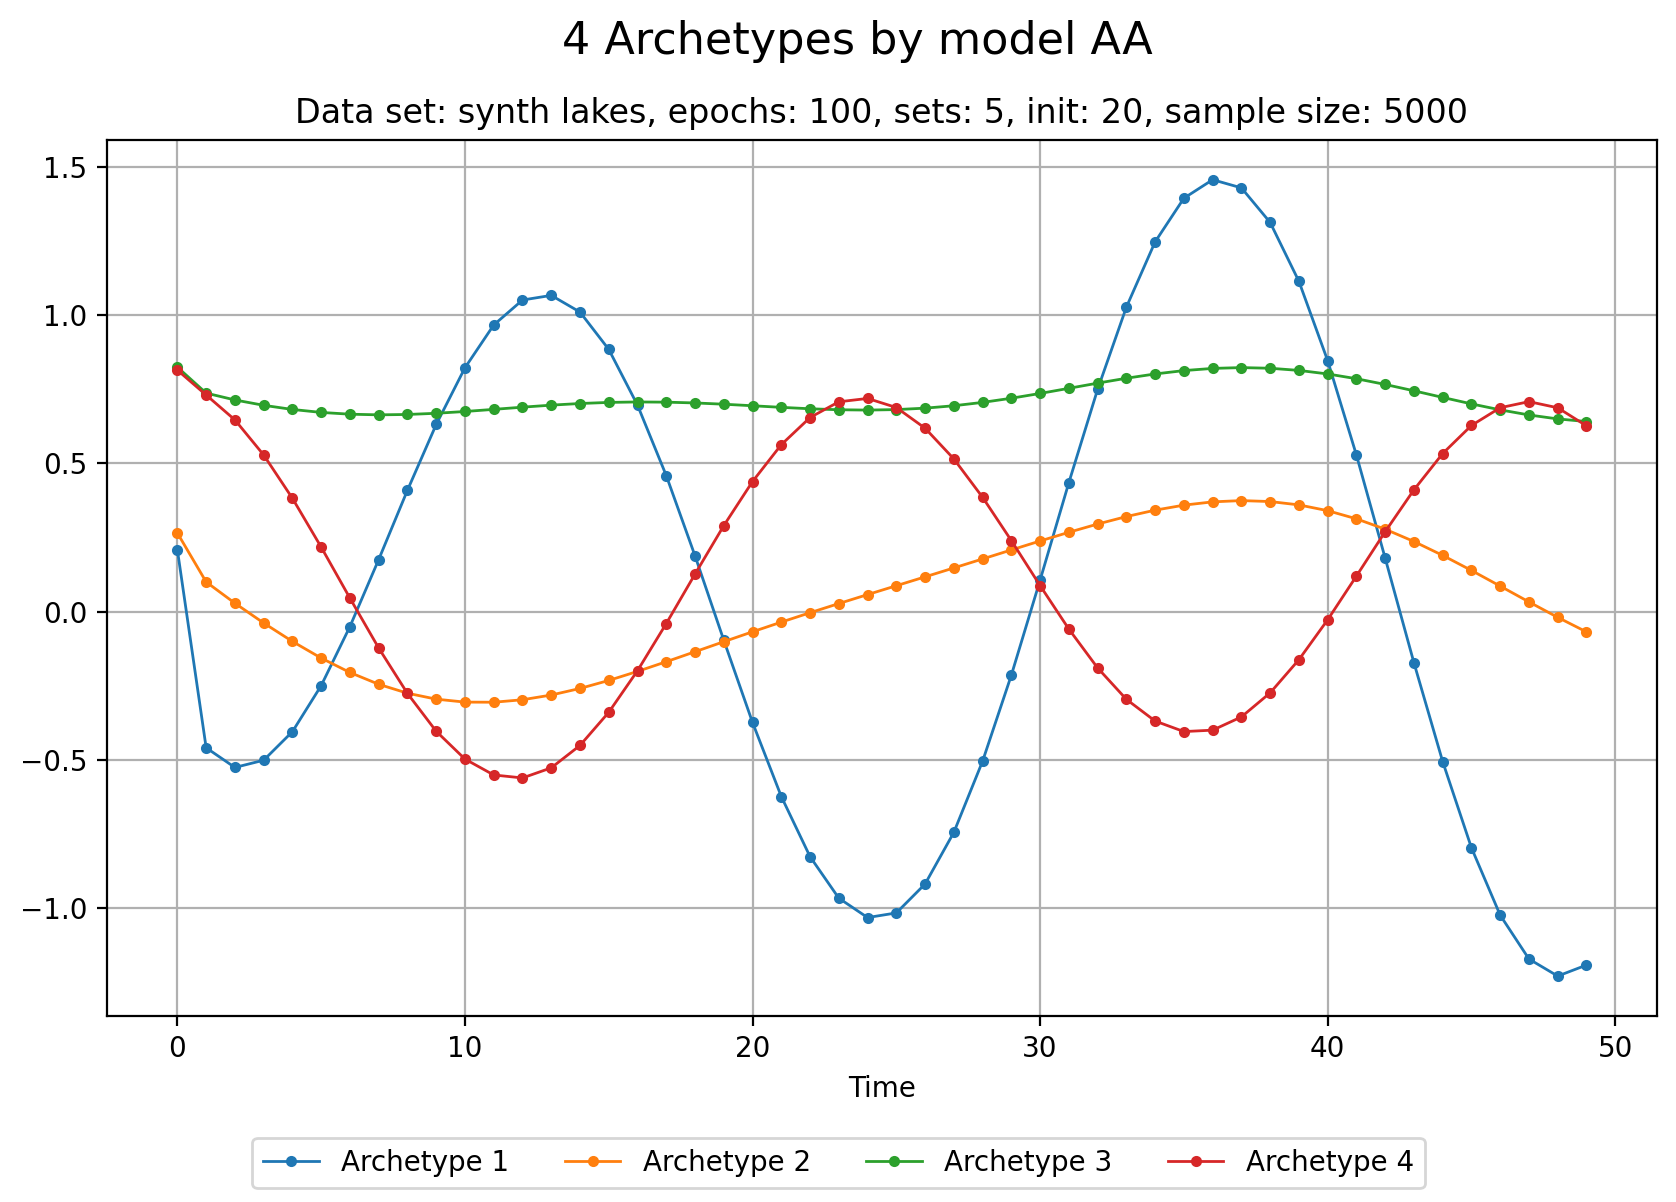 4 Archetypes by model AA
Data set: synth lakes, epochs: 100, sets: 5, init: 20, sample size: 5000
1.5
1.0
0.5
0.0
−0.5
−1.0
0 10 20 30 40 50
Time
Archetype 1 Archetype 2 Archetype 3 Archetype 4